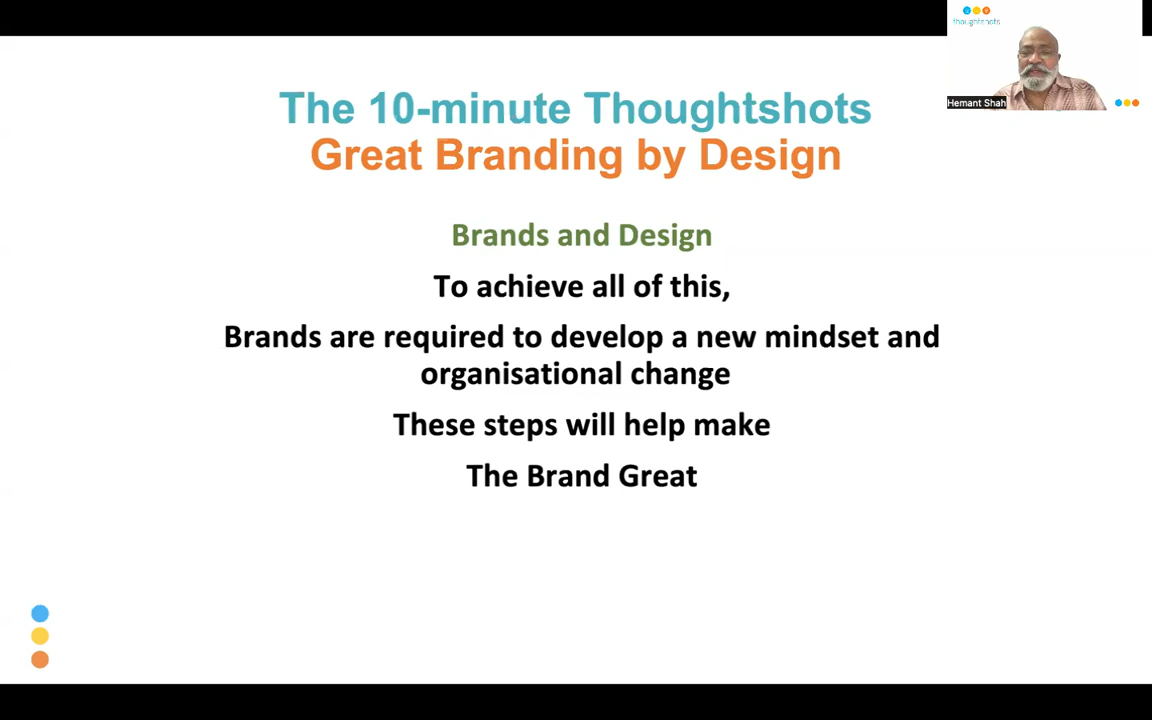 thoughtshots
Hemant Shah
The 10-minute Thoughtshots
Great Branding by Design
Brands and Design
To achieve all of this,
Brands are required to develop a new mindset and
organisational change
These steps will help make
The Brand Great